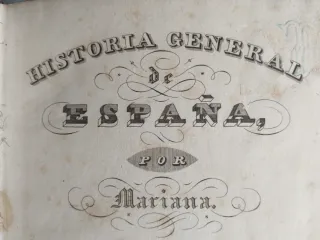 HISTORIA GENERAL
de
ESPAÑA,
POR
Mariana.